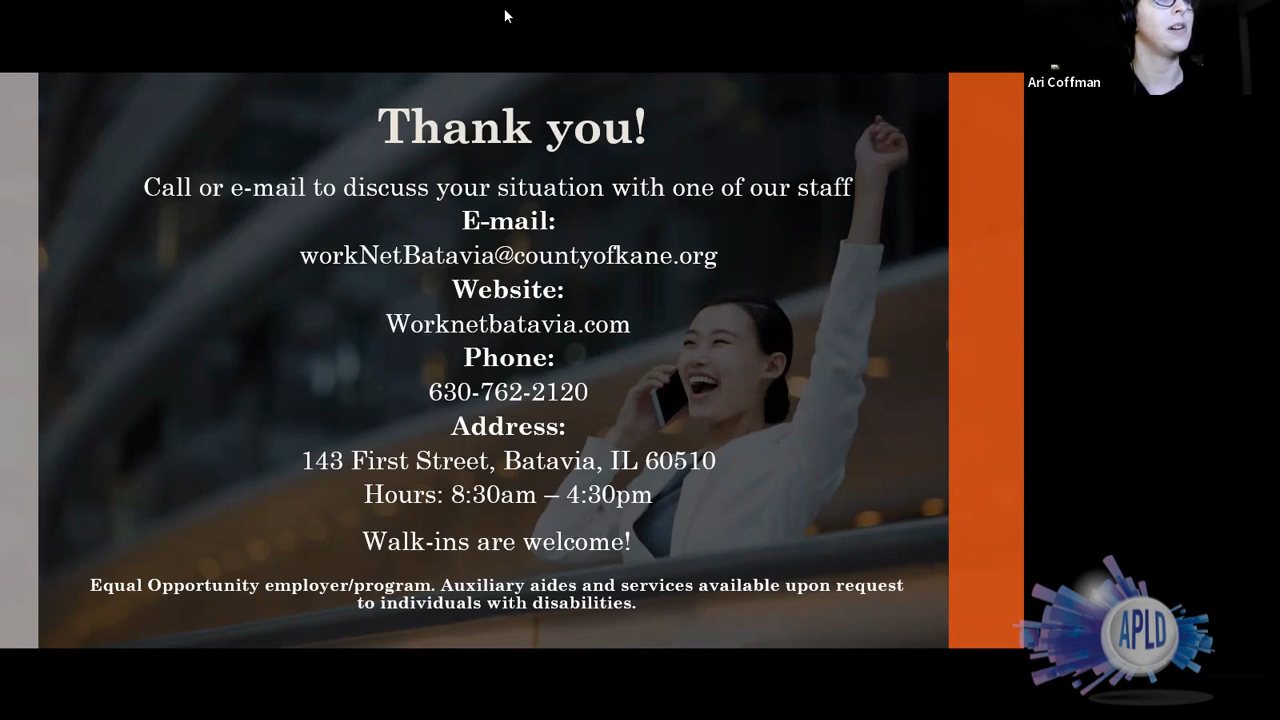 Ari Coffman
Thank you!
Call or e-mail to discuss your situation with one of our staff
E-mail:
workNetBatavia@countyofkane.org
Website:
Worknetbatavia.com
Phone:
630-762-2120
Address:
143 First Street, Batavia, IL 60510
Hours: 8:30am – 4:30pm
Walk-ins are welcome!
Equal Opportunity employer/program. Auxiliary aides and services available upon request
to individuals with disabilities.
APLD